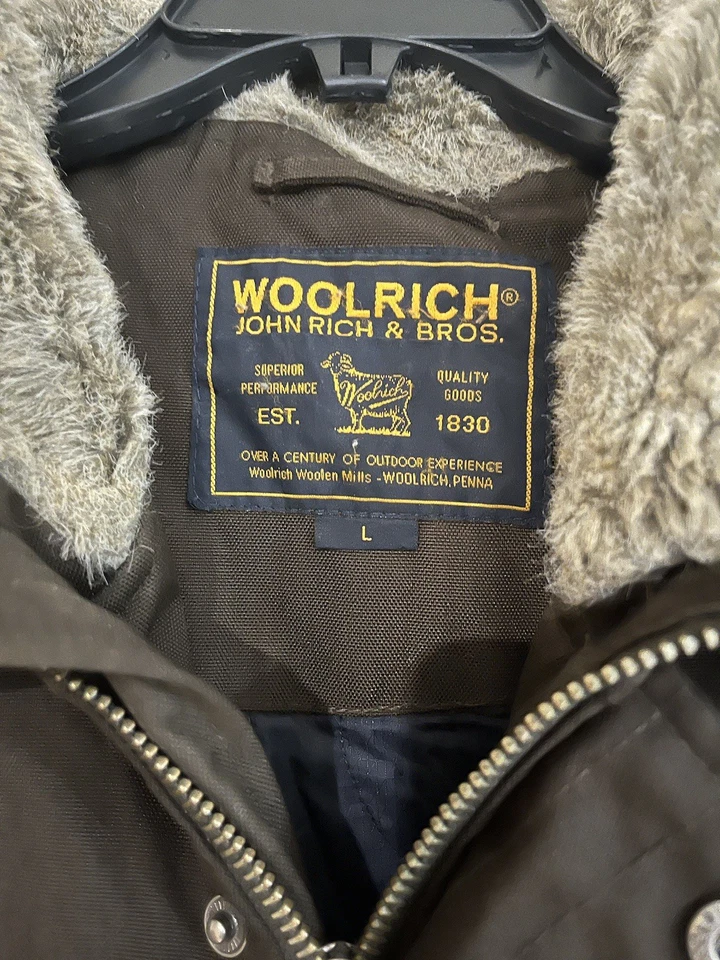 WOOLRICH®
JOHN RICH & BROS.
SUPERIOR
PERFORMANCE
Woolrich
QUALITY
GOODS
EST.
1830
OVER A CENTURY OF OUTDOOR EXPERIENCE
Woolrich Woolen Mills - WOOLRICH, PENNA
L